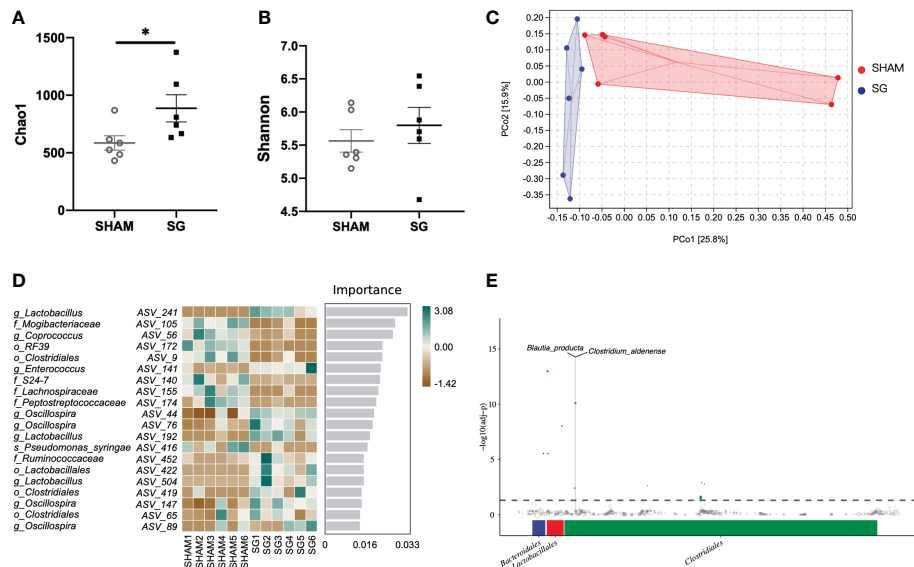 A
*
1500
1000
500
0
Chao1
SHAM
SG
B
7.0
6.5
6.0
5.5
5.0
4.5
Shannon
SHAM
SG
C
0.20
0.15
0.10
0.05
0.00
-0.05
-0.10
-0.15
-0.20
-0.25
-0.30
-0.35
PCo2 [15.9%]
-0.15 -0.10 -0.05 0.00 0.05 0.10 0.15 0.20 0.25 0.30 0.35 0.40 0.45 0.50
PCo1 [25.8%]
SHAM
SG
D
Importance
g_Lactobacillus ASV_241
f_Mogibacteriaceae ASV_105
g_Coprococcus ASV_56
o_RF39 ASV_172
o_Clostridiales ASV_9
g_Enterococcus ASV_141
f_S24-7 ASV_140
f_Lachnospiraceae ASV_155
f_Peptostreptococcaceae ASV_174
g_Oscillospira ASV_44
g_Oscillospira ASV_76
g_Lactobacillus ASV_192
s_Pseudomonas_syringae ASV_416
f_Ruminococcaceae ASV_452
o_Lactobacillales ASV_422
g_Lactobacillus ASV_504
o_Clostridiales ASV_419
g_Oscillospira ASV_147
o_Clostridiales ASV_65
g_Oscillospira ASV_89
SHAM1 SHAM2 SHAM3 SHAM4 SHAM5 SHAM6 SG1 SG2 SG3 SG4 SG5 SG6
0 0.016 0.033
3.08
0.00
-1.42
E
Blautia_producta Clostridium_aldenense
15
10
5
0
-log10(adj-p)
Bacteroidales
Lactobacillales
Clostridiales